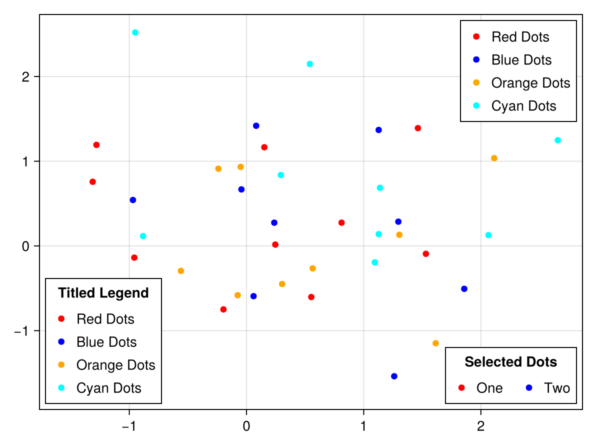 Red Dots
Blue Dots
Orange Dots
Cyan Dots
2
1
0
−1
Titled Legend
Red Dots
Blue Dots
Orange Dots
Cyan Dots
Selected Dots
One Two
−1 0 1 2